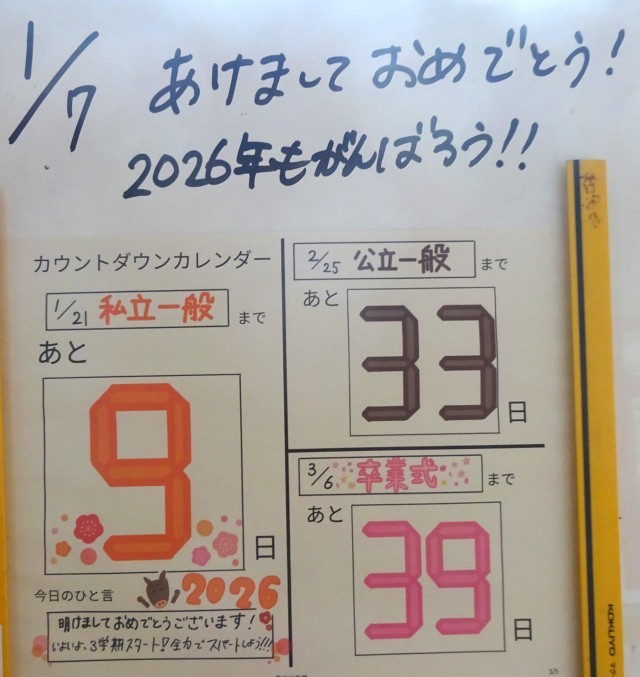 1/7 あけまして おめでとう!
2026年もがんばろう!!
カウントダウンカレンダー
1/21 私立一般 まで
あと
9
日
今日のひと言
2026
明けましておめでとうございます!
いよいよ、3学期スタート!!全力でスパートしよう!!!
2/25 公立一般 まで
あと
33
日
3/6 卒業式 まで
あと
39
日
KOKUYO